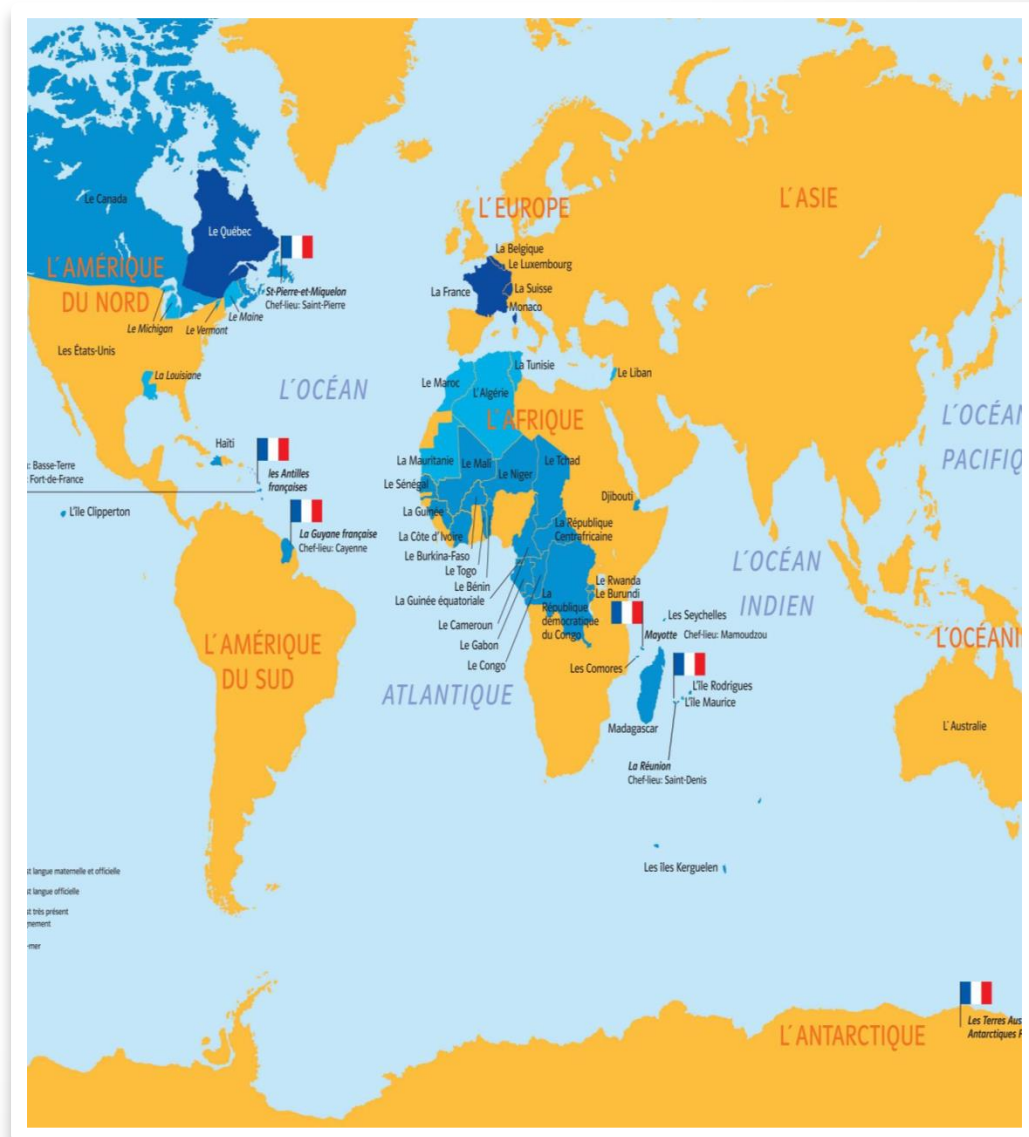 L'EUROPE
L'ASIE
Le Canada
Le Québec
La Belgique
Le Luxembourg
La France
La Suisse
Monaco
L'AMÉRIQUE
DU NORD
St-Pierre-et-Miquelon
Chef-lieu: Saint-Pierre
Le Michigan
Le Vermont
Le Maine
Les États-Unis
La Louisiane
L'OCÉAN
Le Maroc
La Tunisie
L'Algérie
Le Liban
L'AFRIQUE
L'OCÉAN
PACIFIQ
Haïti
: Basse-Terre
Fort-de-France
les Antilles
françaises
La Mauritanie
Le Mali
Le Niger
Le Tchad
Le Sénégal
Djibouti
L'île Clipperton
La Guyane française
Chef-lieu: Cayenne
La Guinée
La Côte d'Ivoire
La République
Centrafricaine
Le Burkina-Faso
Le Togo
Le Bénin
La Guinée équatoriale
Le Cameroun
Le Gabon
Le Congo
La
République
démocratique
du Congo
Le Rwanda
Le Burundi
L'OCÉAN
INDIEN
Les Seychelles
Mayotte Chef-lieu: Mamoudzou
Les Comores
L'île Rodrigues
L'île Maurice
Madagascar
La Réunion
Chef-lieu: Saint-Denis
L'AMÉRIQUE
DU SUD
ATLANTIQUE
L'OCÉANI
L'Australie
Les îles Kerguelen
st langue maternelle et officielle
st langue officielle
st très présent
gnement
-mer
L'ANTARCTIQUE
Les Terres Aus
Antarctiques F